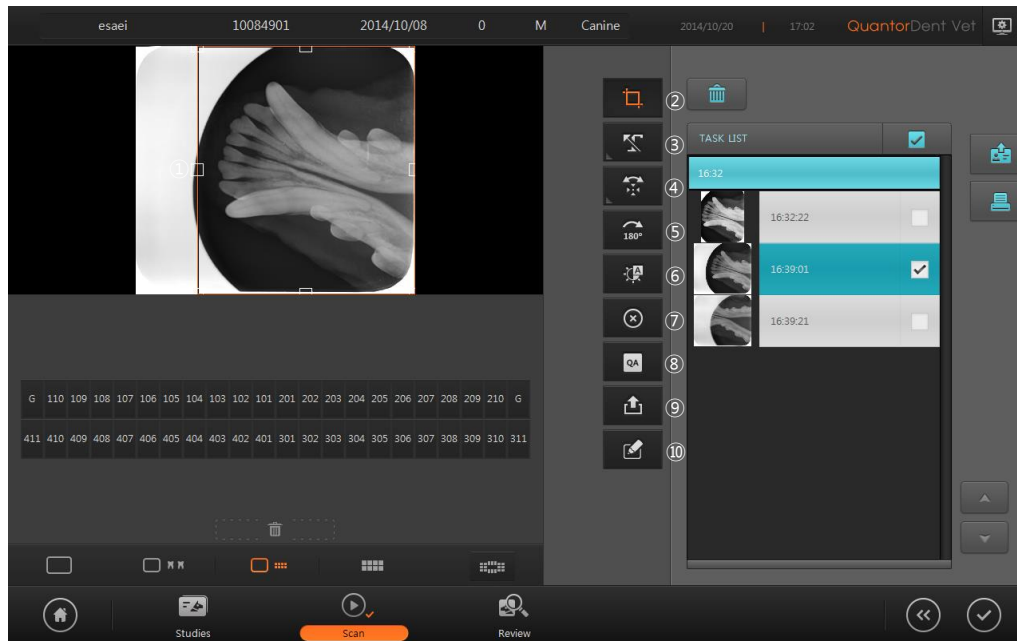 esaei 10084901 2014/10/08 0 M Canine 2014/10/20 | 17:02 QuantorDent Vet
①
②
③
TASK LIST
④
16:32
⑤
180°
16:32:22
⑥
A
16:39:01
⑦
16:39:21
⑧
QA
⑨
⑩
G 110 109 108 107 106 105 104 103 102 101 201 202 203 204 205 206 207 208 209 210 G
411 410 409 408 407 406 405 404 403 402 401 301 302 303 304 305 306 307 308 309 310 311
Studies Scan Review